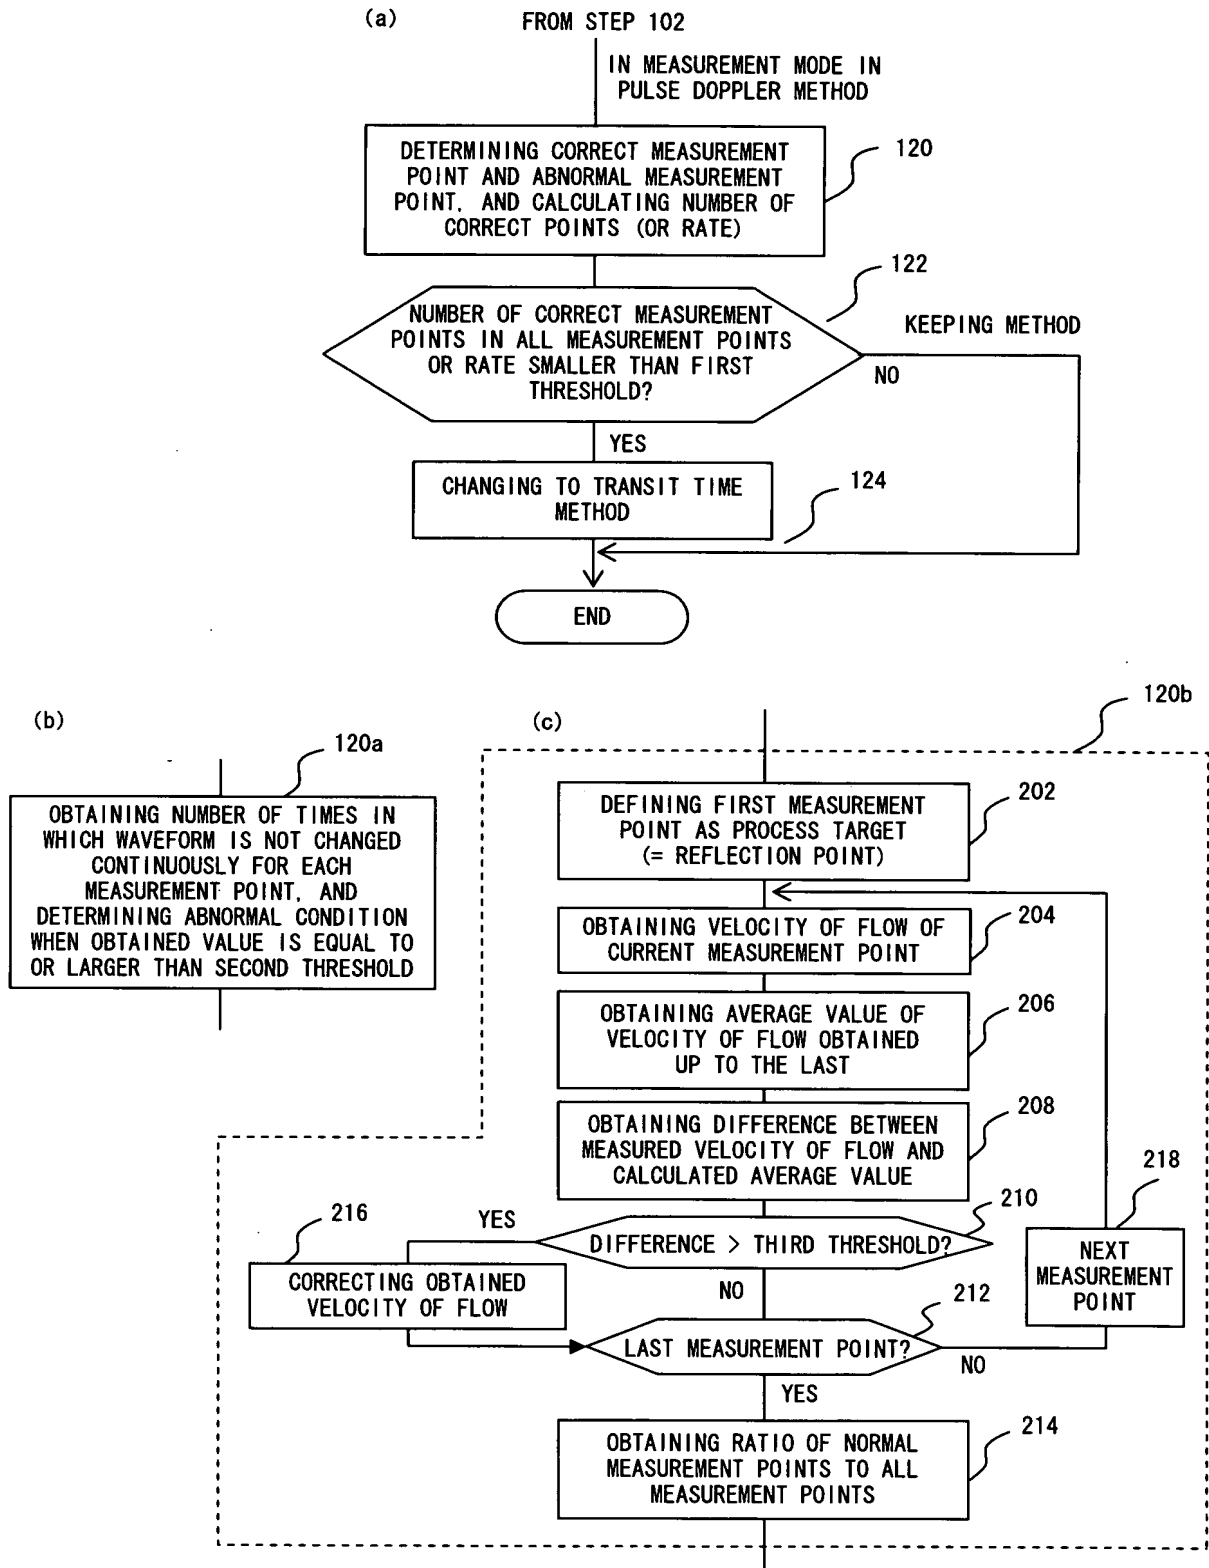 (a)
FROM STEP 102
IN MEASUREMENT MODE IN
PULSE DOPPLER METHOD
DETERMINING CORRECT MEASUREMENT
POINT AND ABNORMAL MEASUREMENT
POINT, AND CALCULATING NUMBER OF
CORRECT POINTS (OR RATE)
120
122
NUMBER OF CORRECT MEASUREMENT
POINTS IN ALL MEASUREMENT POINTS
OR RATE SMALLER THAN FIRST
THRESHOLD?
KEEPING METHOD
NO
YES
CHANGING TO TRANSIT TIME
METHOD
124
END
(b)
120a
OBTAINING NUMBER OF TIMES IN
WHICH WAVEFORM IS NOT CHANGED
CONTINUOUSLY FOR EACH
MEASUREMENT POINT, AND
DETERMINING ABNORMAL CONDITION
WHEN OBTAINED VALUE IS EQUAL TO
OR LARGER THAN SECOND THRESHOLD
(c)
120b
DEFINING FIRST MEASUREMENT
POINT AS PROCESS TARGET
(= REFLECTION POINT)
202
OBTAINING VELOCITY OF FLOW OF
CURRENT MEASUREMENT POINT
204
OBTAINING AVERAGE VALUE OF
VELOCITY OF FLOW OBTAINED
UP TO THE LAST
206
OBTAINING DIFFERENCE BETWEEN
MEASURED VELOCITY OF FLOW AND
CALCULATED AVERAGE VALUE
208
210
DIFFERENCE > THIRD THRESHOLD?
YES
NO
216
CORRECTING OBTAINED
VELOCITY OF FLOW
218
NEXT
MEASUREMENT
POINT
212
LAST MEASUREMENT POINT?
NO
YES
OBTAINING RATIO OF NORMAL
MEASUREMENT POINTS TO ALL
MEASUREMENT POINTS
214